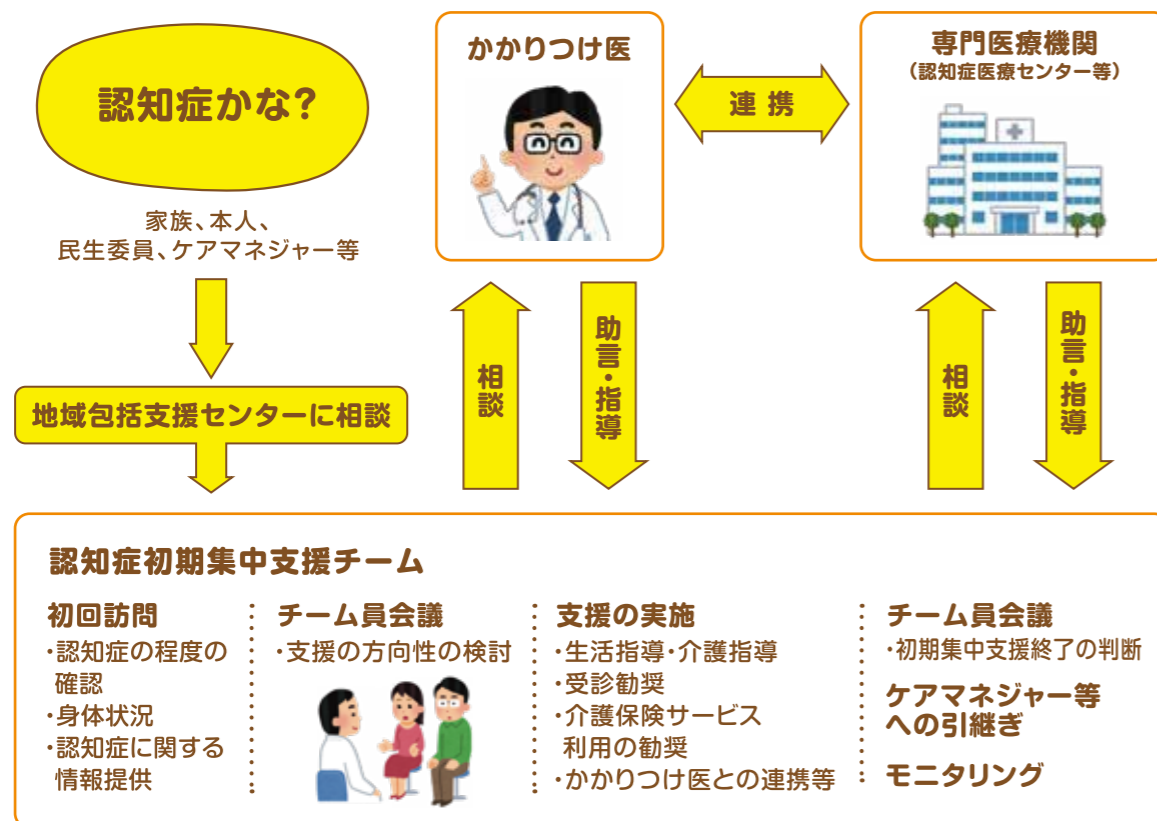 認知症かな？
家族、本人、
民生委員、ケアマネジャー等
地域包括支援センターに相談
かかりつけ医
連 携
専門医療機関
（認知症医療センター等）
相談
助言・指導
相談
助言・指導
認知症初期集中支援チーム
初回訪問
・認知症の程度の
確認
・身体状況
・認知症に関する
情報提供
チーム員会議
・支援の方向性の検討
支援の実施
・生活指導・介護指導
・受診勧奨
・介護保険サービス
利用の勧奨
・かかりつけ医との連携等
チーム員会議
・初期集中支援終了の判断
ケアマネジャー等
への引継ぎ
モニタリング